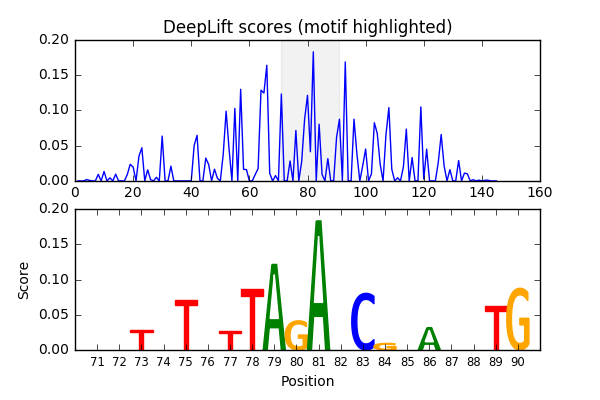 DeepLift scores (motif highlighted)
0.20
0.15
0.10
0.05
0.00
0 20 40 60 80 100 120 140 160
0.20
0.15
0.10
0.05
0.00
Score
T T T T A G A C G A T G
71 72 73 74 75 76 77 78 79 80 81 82 83 84 85 86 87 88 89 90
Position